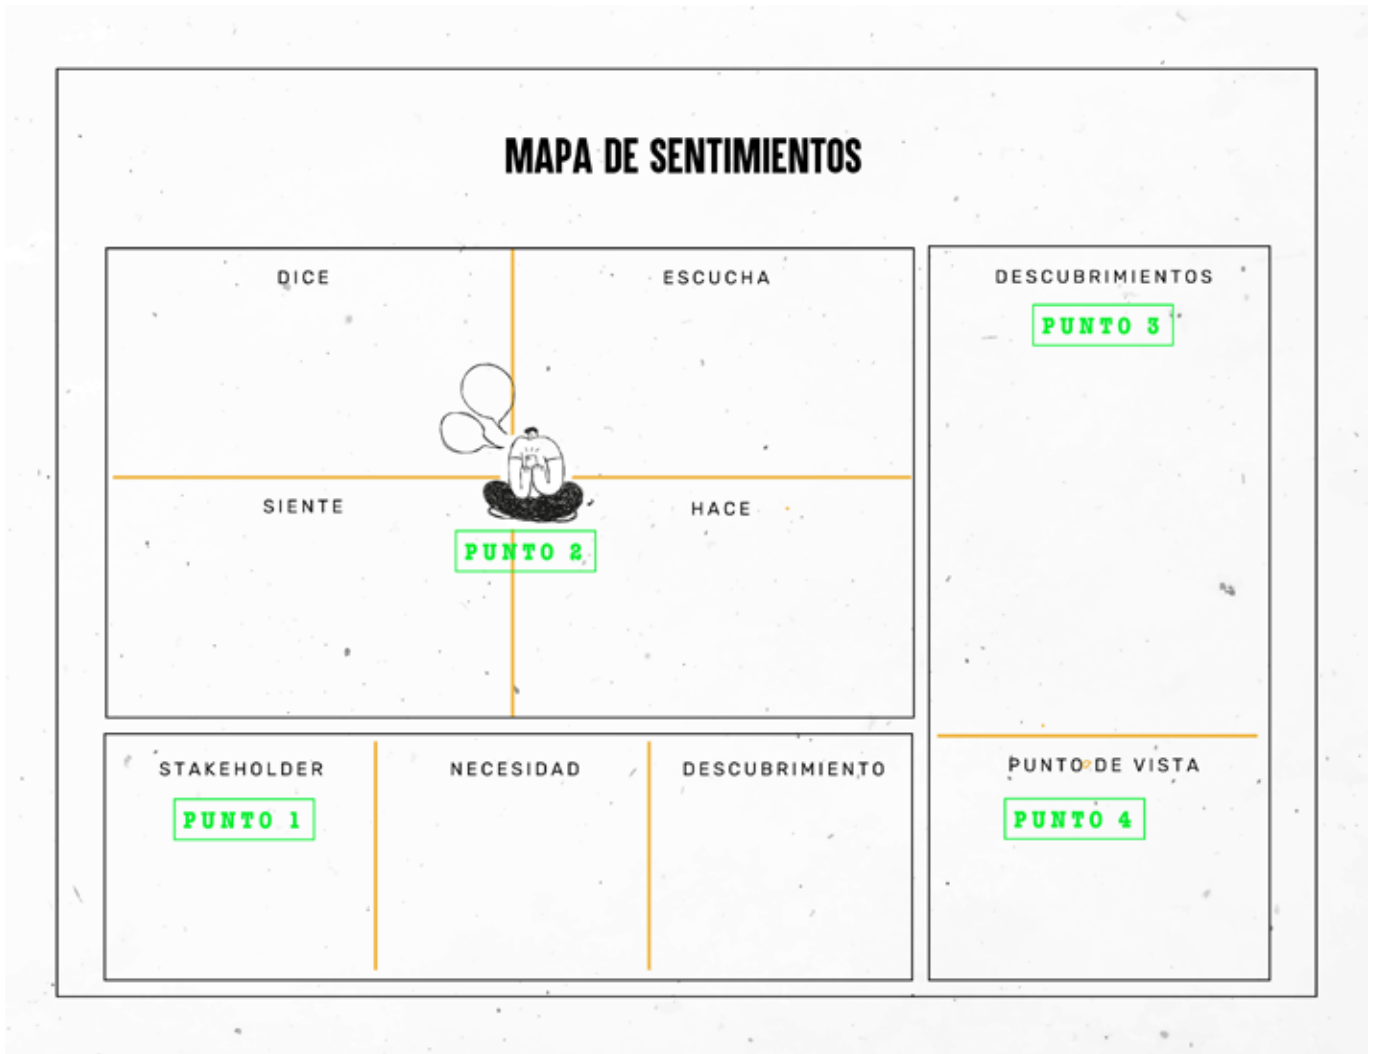 MAPA DE SENTIMIENTOS
DICE
ESCUCHA
SIENTE
HACE
PUNTO 2
STAKEHOLDER
PUNTO 1
NECESIDAD
DESCUBRIMIENTO
DESCUBRIMIENTOS
PUNTO 3
PUNTO DE VISTA
PUNTO 4